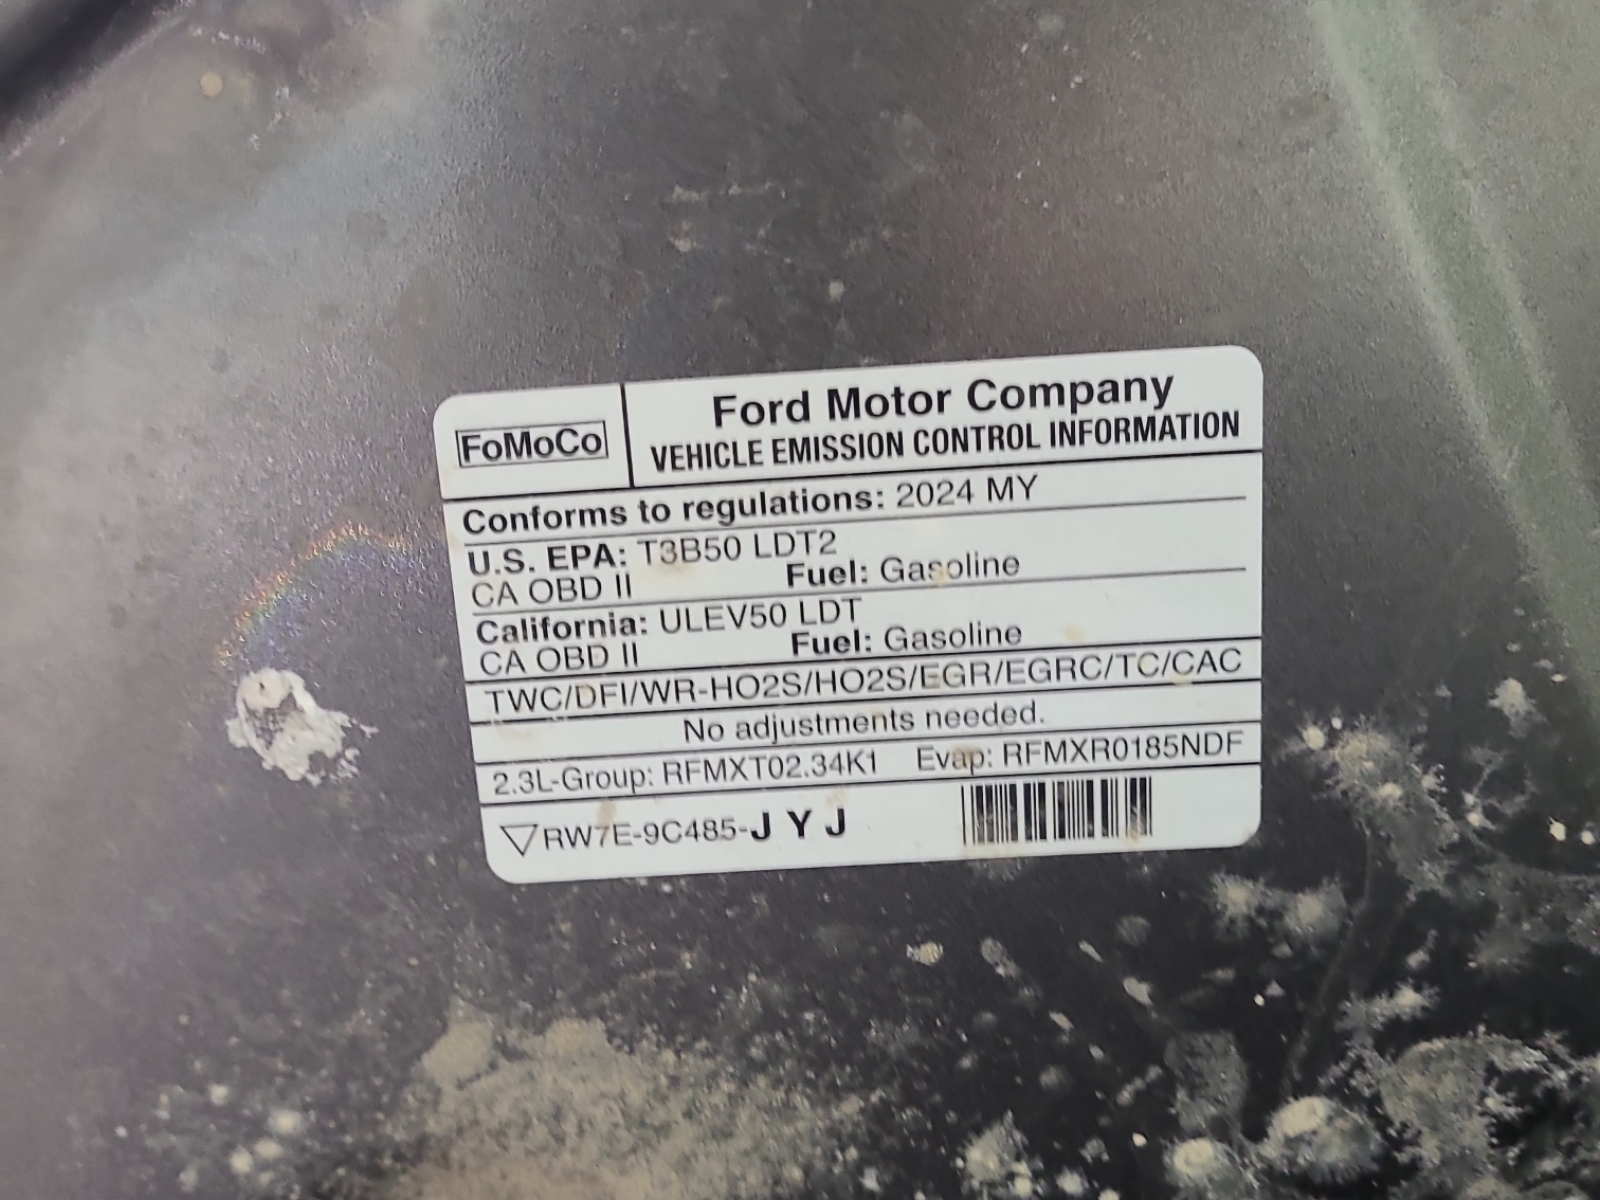 FoMoCo
Ford Motor Company
VEHICLE EMISSION CONTROL INFORMATION
Conforms to regulations: 2024 MY
U.S. EPA: T3B50 LDT2
CA OBD II Fuel: Gasoline
California: ULEV50 LDT
CA OBD II Fuel: Gasoline
TWC/DFI/WR-HO2S/HO2S/EGR/EGRC/TC/CAC
No adjustments needed.
2.3L-Group: RFMXT02.34K1 Evap: RFMXR0185NDF
▽RW7E-9C485-J Y J